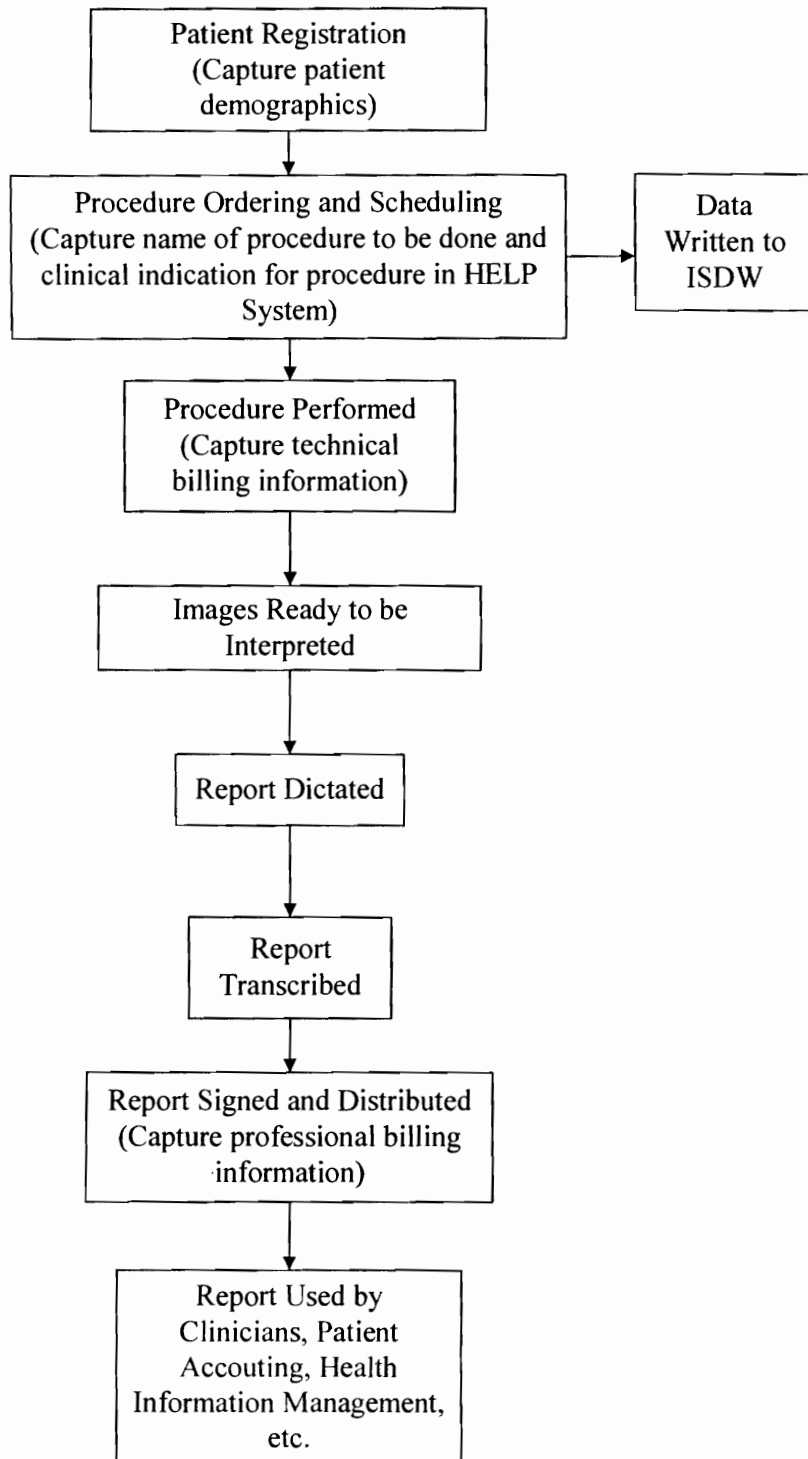 Patient Registration
(Capture patient
demographics)
Procedure Ordering and Scheduling
(Capture name of procedure to be done and
clinical indication for procedure in HELP
System)
Data
Written to
ISDW
Procedure Performed
(Capture technical
billing information)
Images Ready to be
Interpreted
Report Dictated
Report
Transcribed
Report Signed and Distributed
(Capture professional billing
information)
Report Used by
Clinicians, Patient
Accouting, Health
Information Management,
etc.